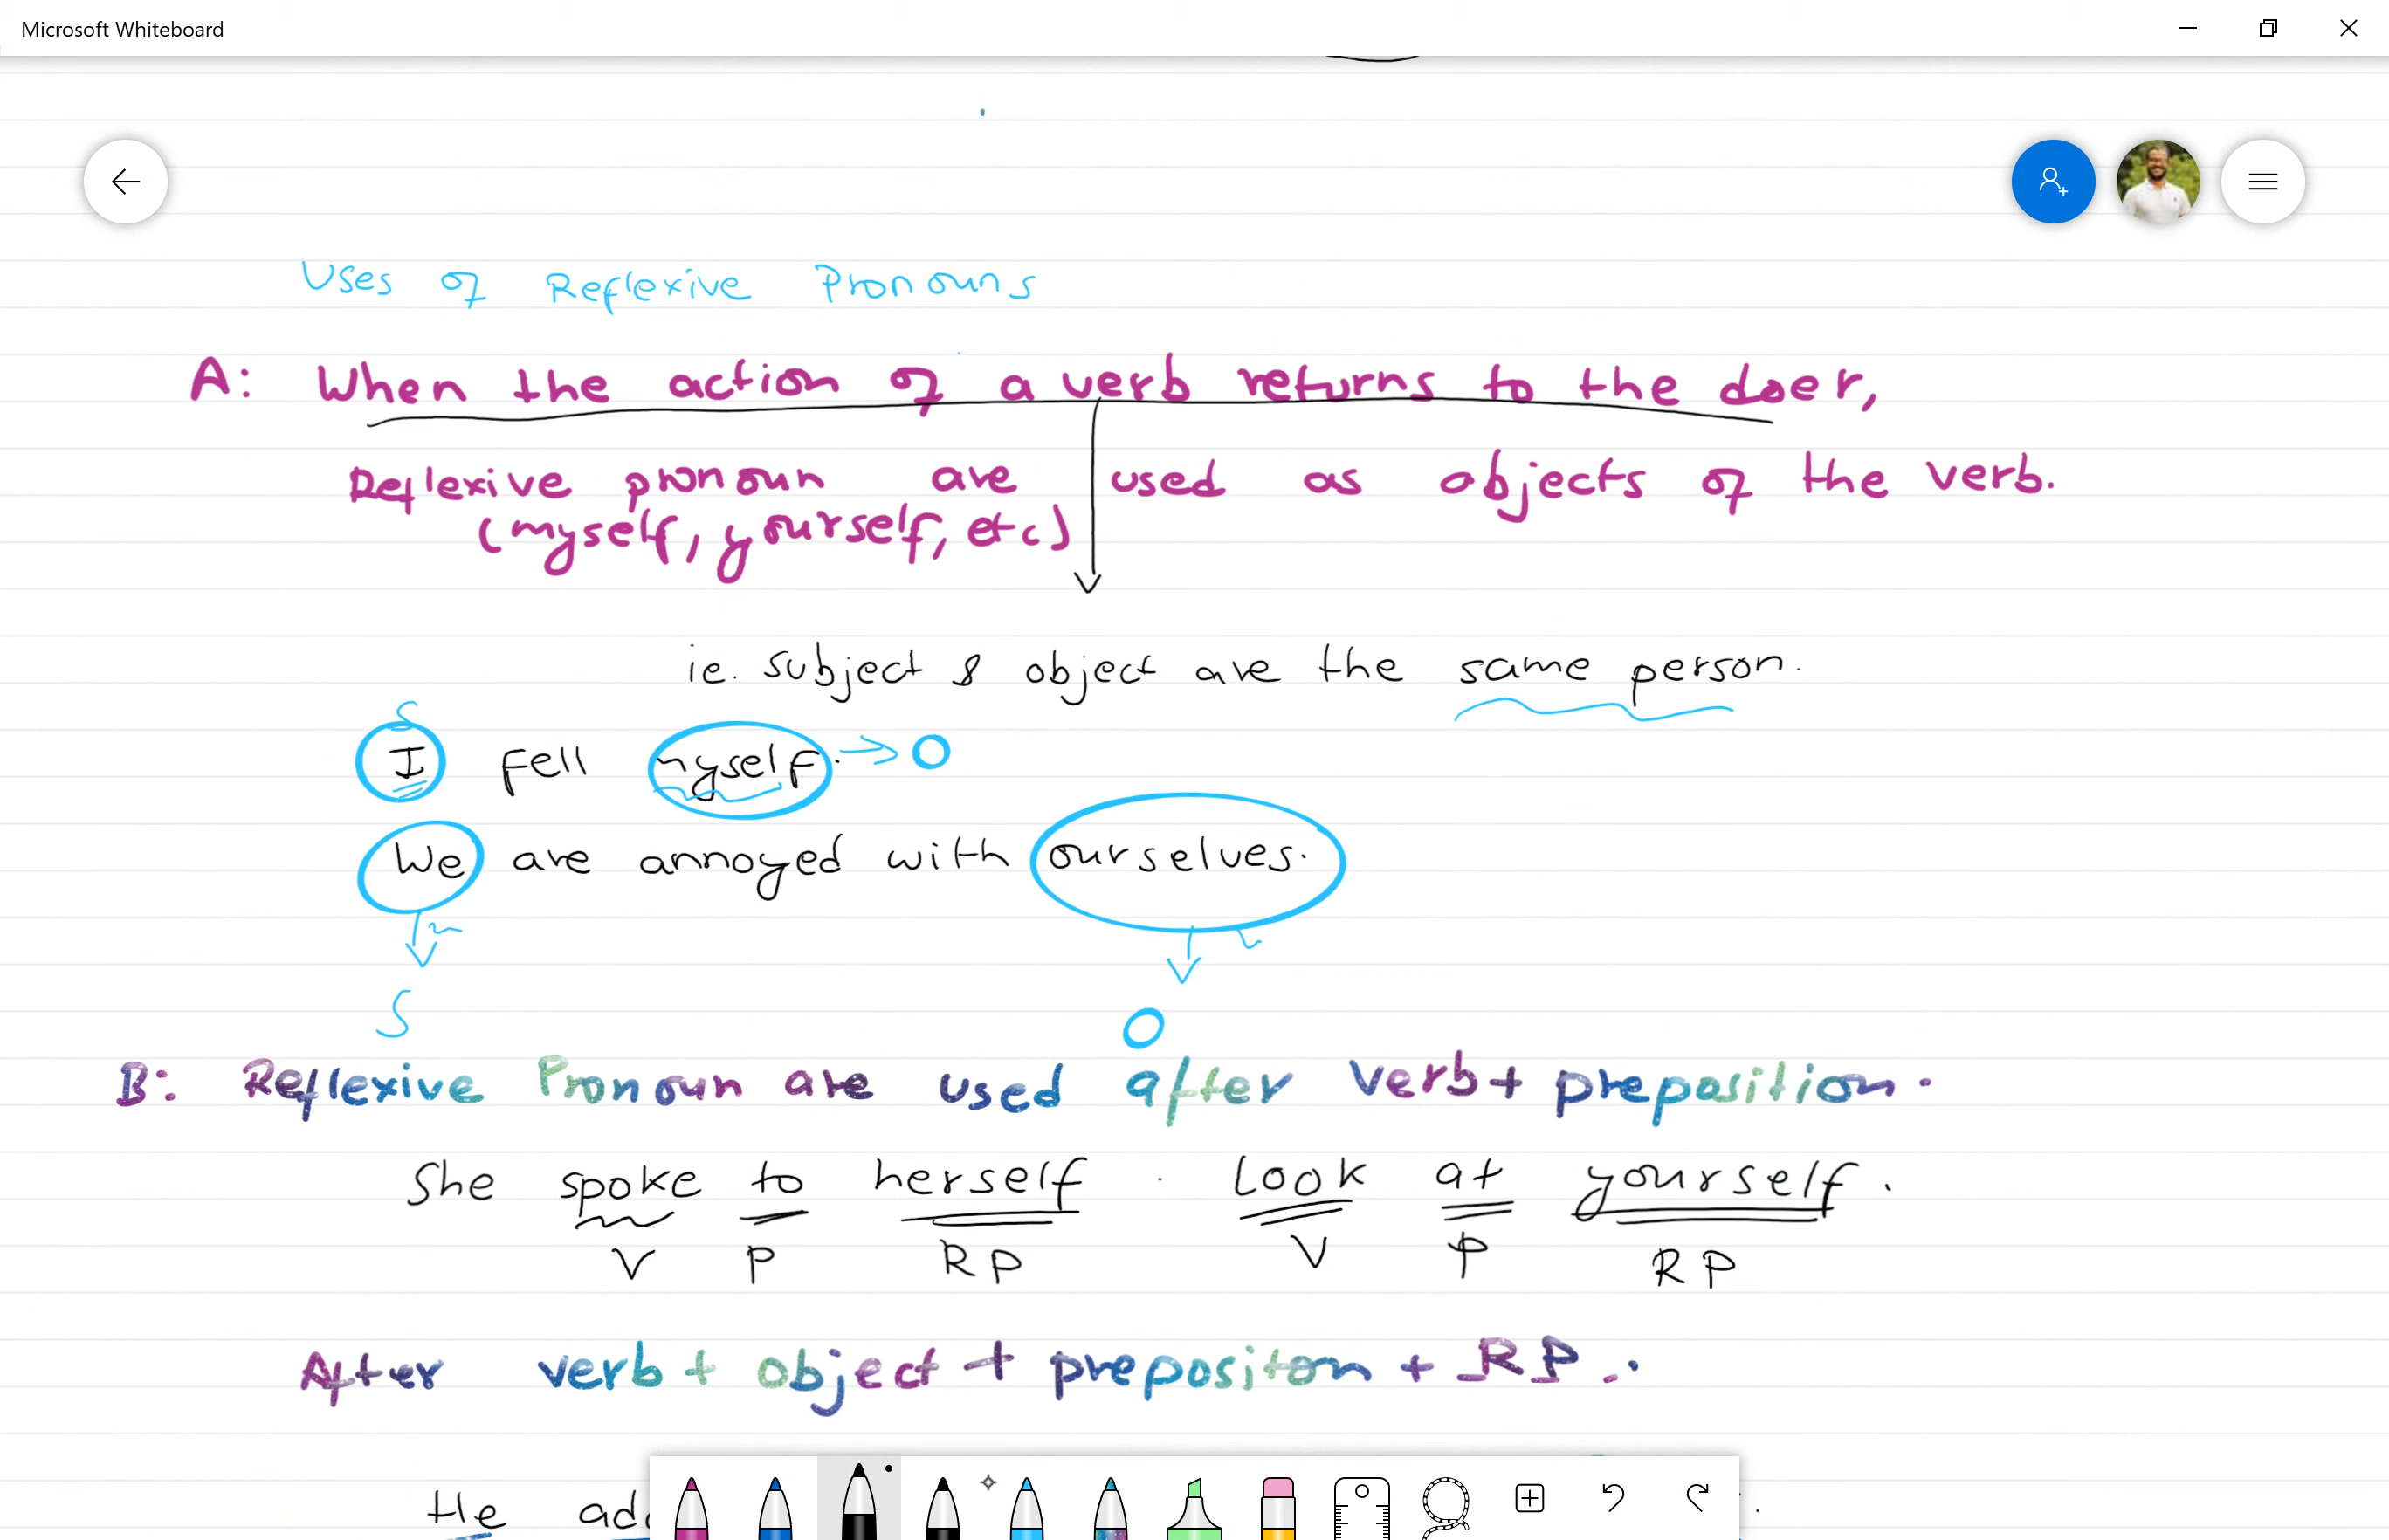 Microsoft Whiteboard
Uses of Reflexive Pronouns
A: When the action of a verb returns to the doer,
Reflexive pronoun are used as objects of the verb.
(myself, yourself, etc)
ie. subject & object are the same person.
S
I fell myself. → O
We are annoyed with ourselves.
S O
B: Reflexive Pronoun are used after verb + preposition.
She spoke to herself. Look at yourself.
V P RP V P RP
After verb + object + prepositon + RP.
He